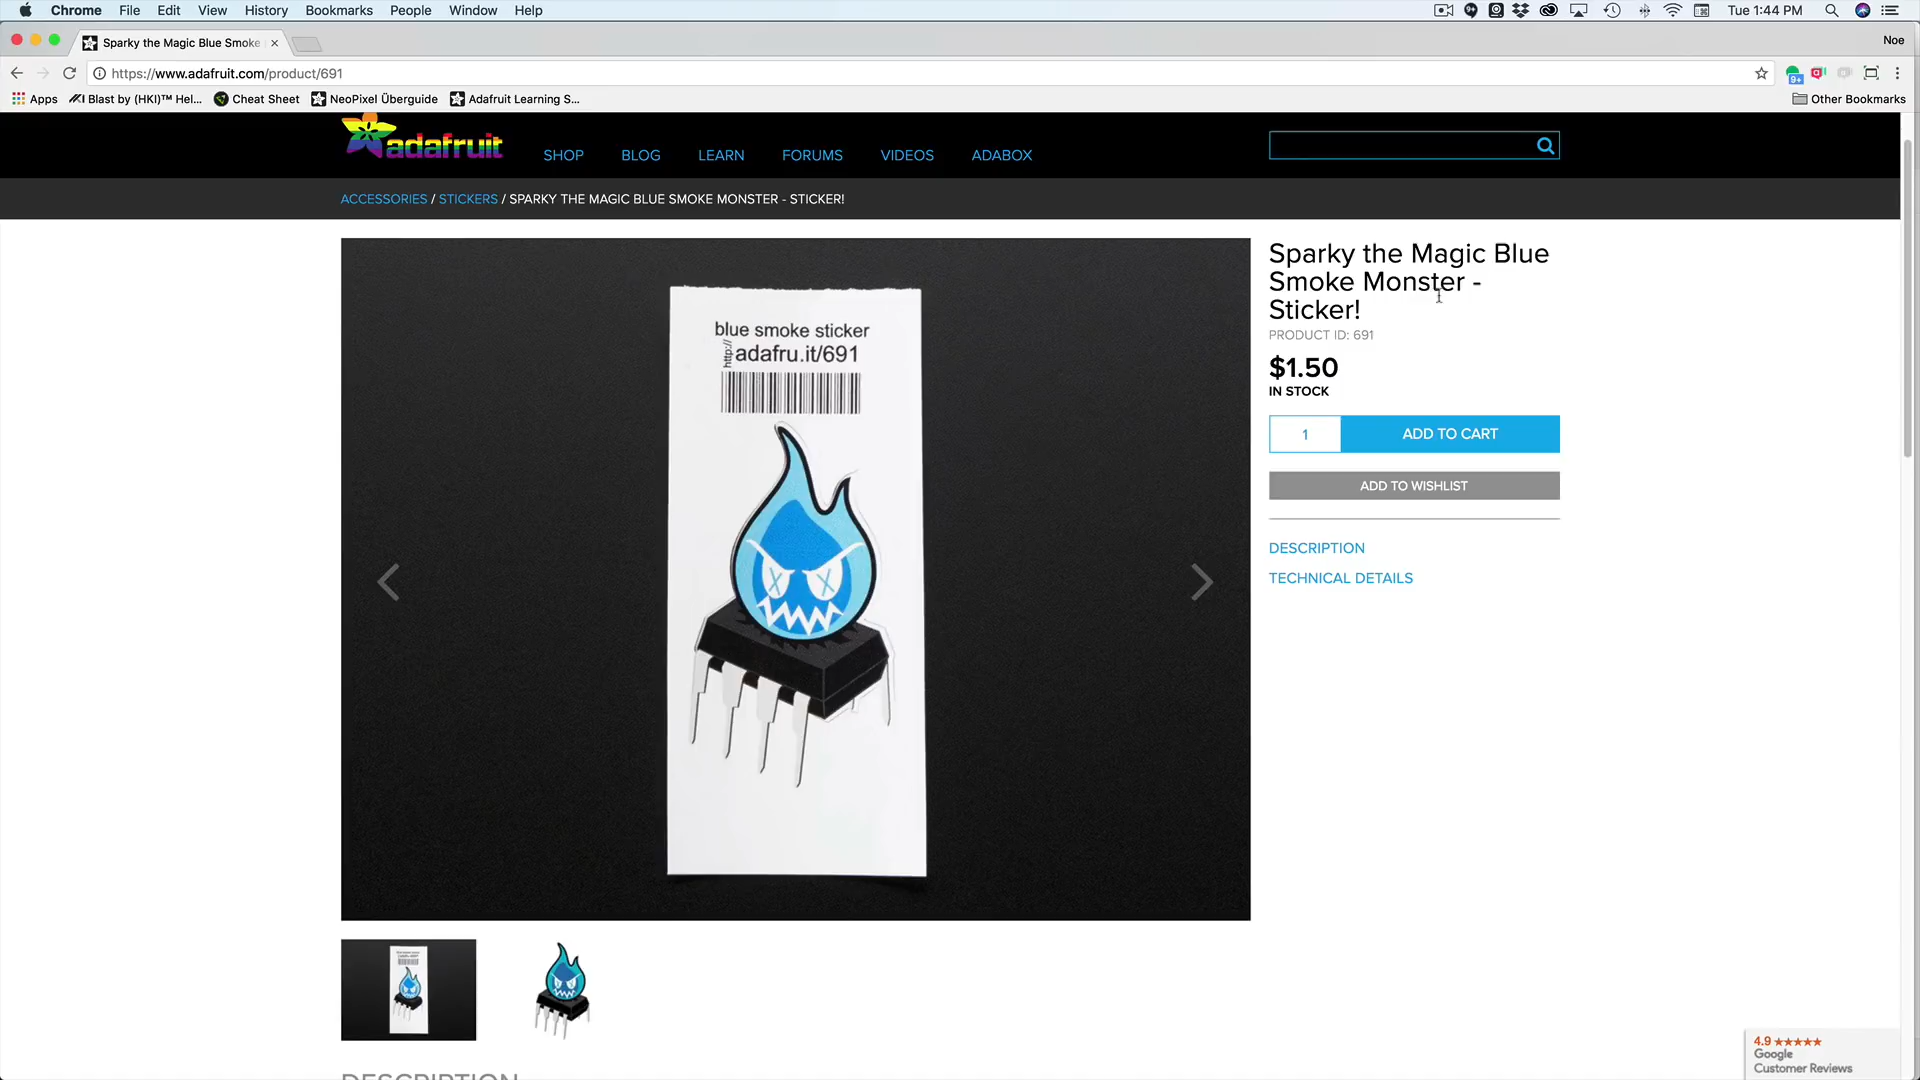 Chrome File Edit View History Bookmarks People Window Help
Tue 1:44 PM
Sparky the Magic Blue Smoke
Noe
https://www.adafruit.com/product/691
Apps
Blast by (HKI)™ Hel...
Cheat Sheet
NeoPixel Überguide
Adafruit Learning S...
Other Bookmarks
adafruit
SHOP BLOG LEARN FORUMS VIDEOS ADABOX
ACCESSORIES / STICKERS / SPARKY THE MAGIC BLUE SMOKE MONSTER - STICKER!
blue smoke sticker
http://
adafru.it/691
Sparky the Magic Blue
Smoke Monster -
Sticker!
PRODUCT ID: 691
$1.50
IN STOCK
1 ADD TO CART
ADD TO WISHLIST
DESCRIPTION
TECHNICAL DETAILS
DESCRIPTION
4.9 ★★★★★
Google
Customer Reviews